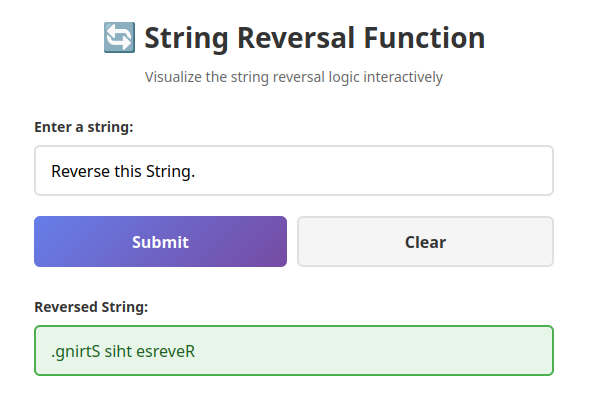 🔄 String Reversal Function
Visualize the string reversal logic interactively
Enter a string:
Reverse this String.
Submit
Clear
Reversed String:
.gnirtS siht esreveR